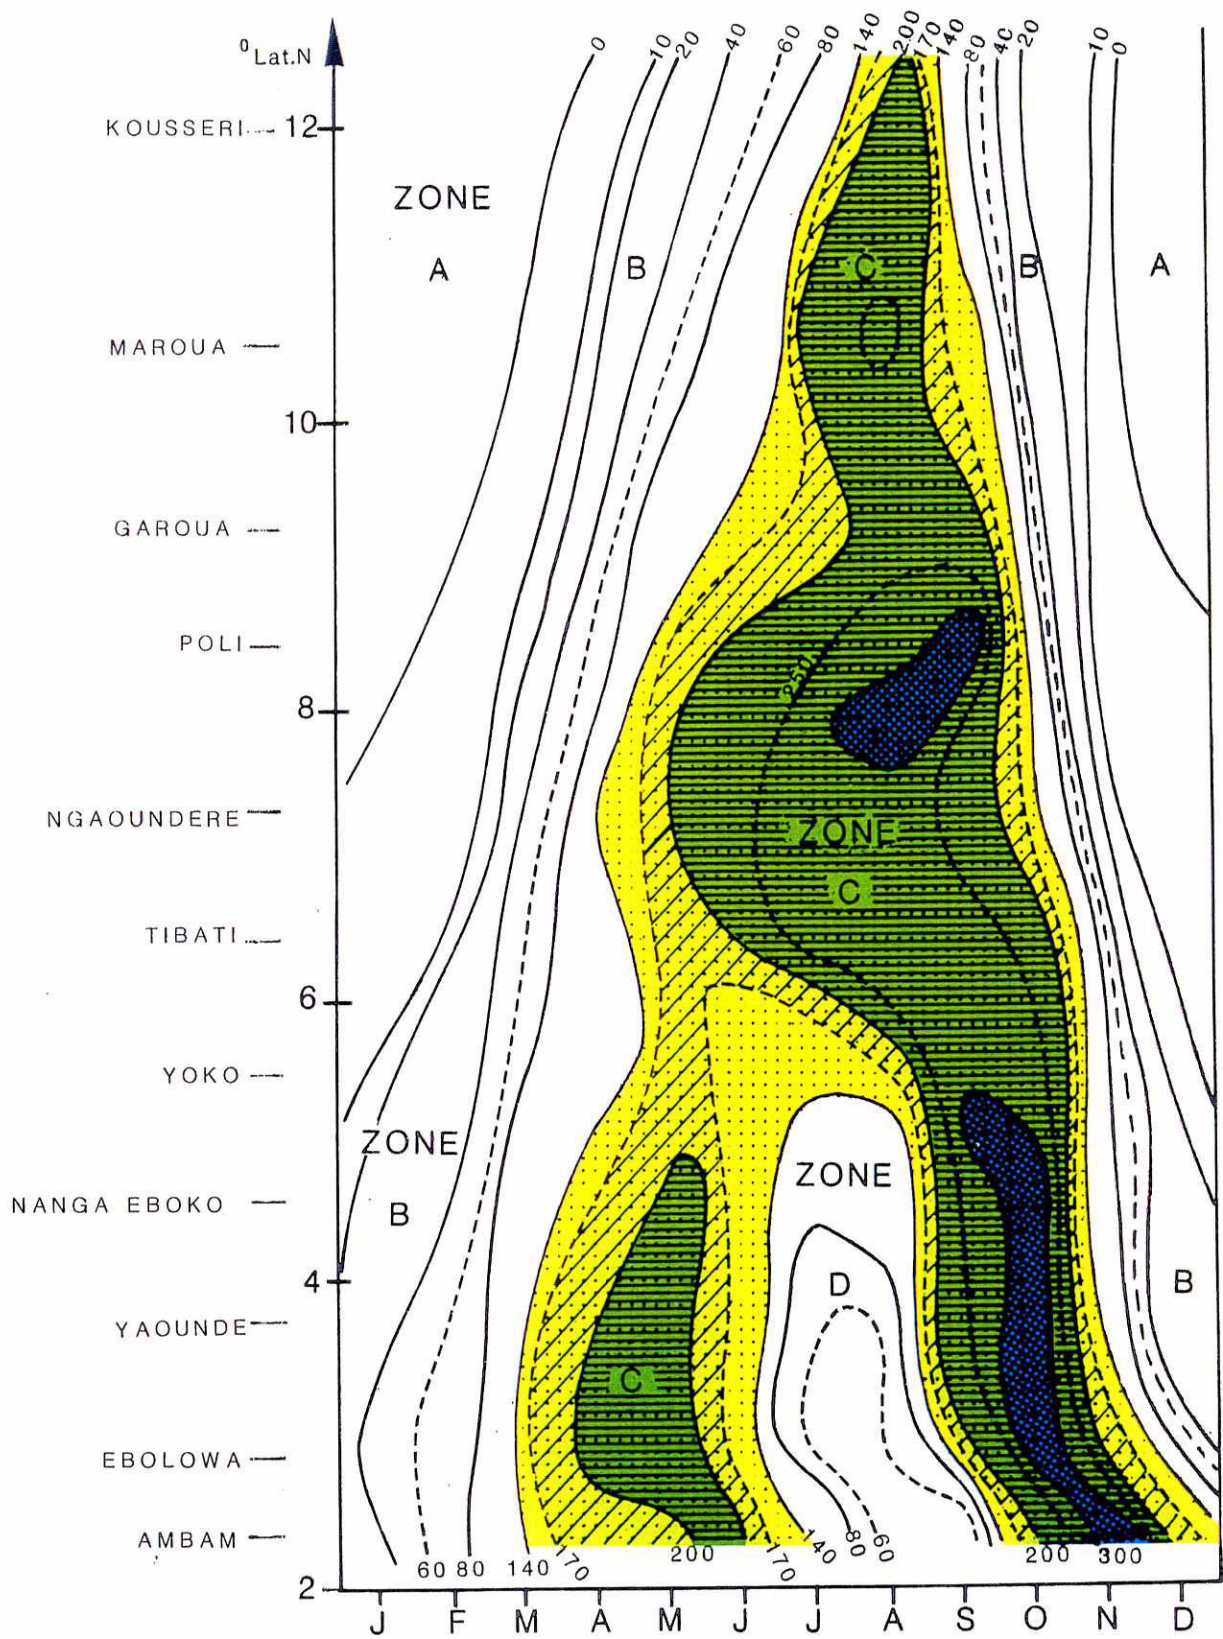 0 10 20 40 60 80 140 200 170 140 80 40 20 10 0
° Lat.N
KOUSSERI 12
ZONE
A B C B A
MAROUA
10
GAROUA
POLI
250
8
NGAOUNDERE
ZONE
C
TIBATI
6
YOKO
ZONE
ZONE
NANGA EBOKO
B
4
D
B
YAOUNDE
C
EBOLOWA
AMBAM
60 80 140 170 200 170 140 80 60 200 300
2
J F M A M J J A S O N D